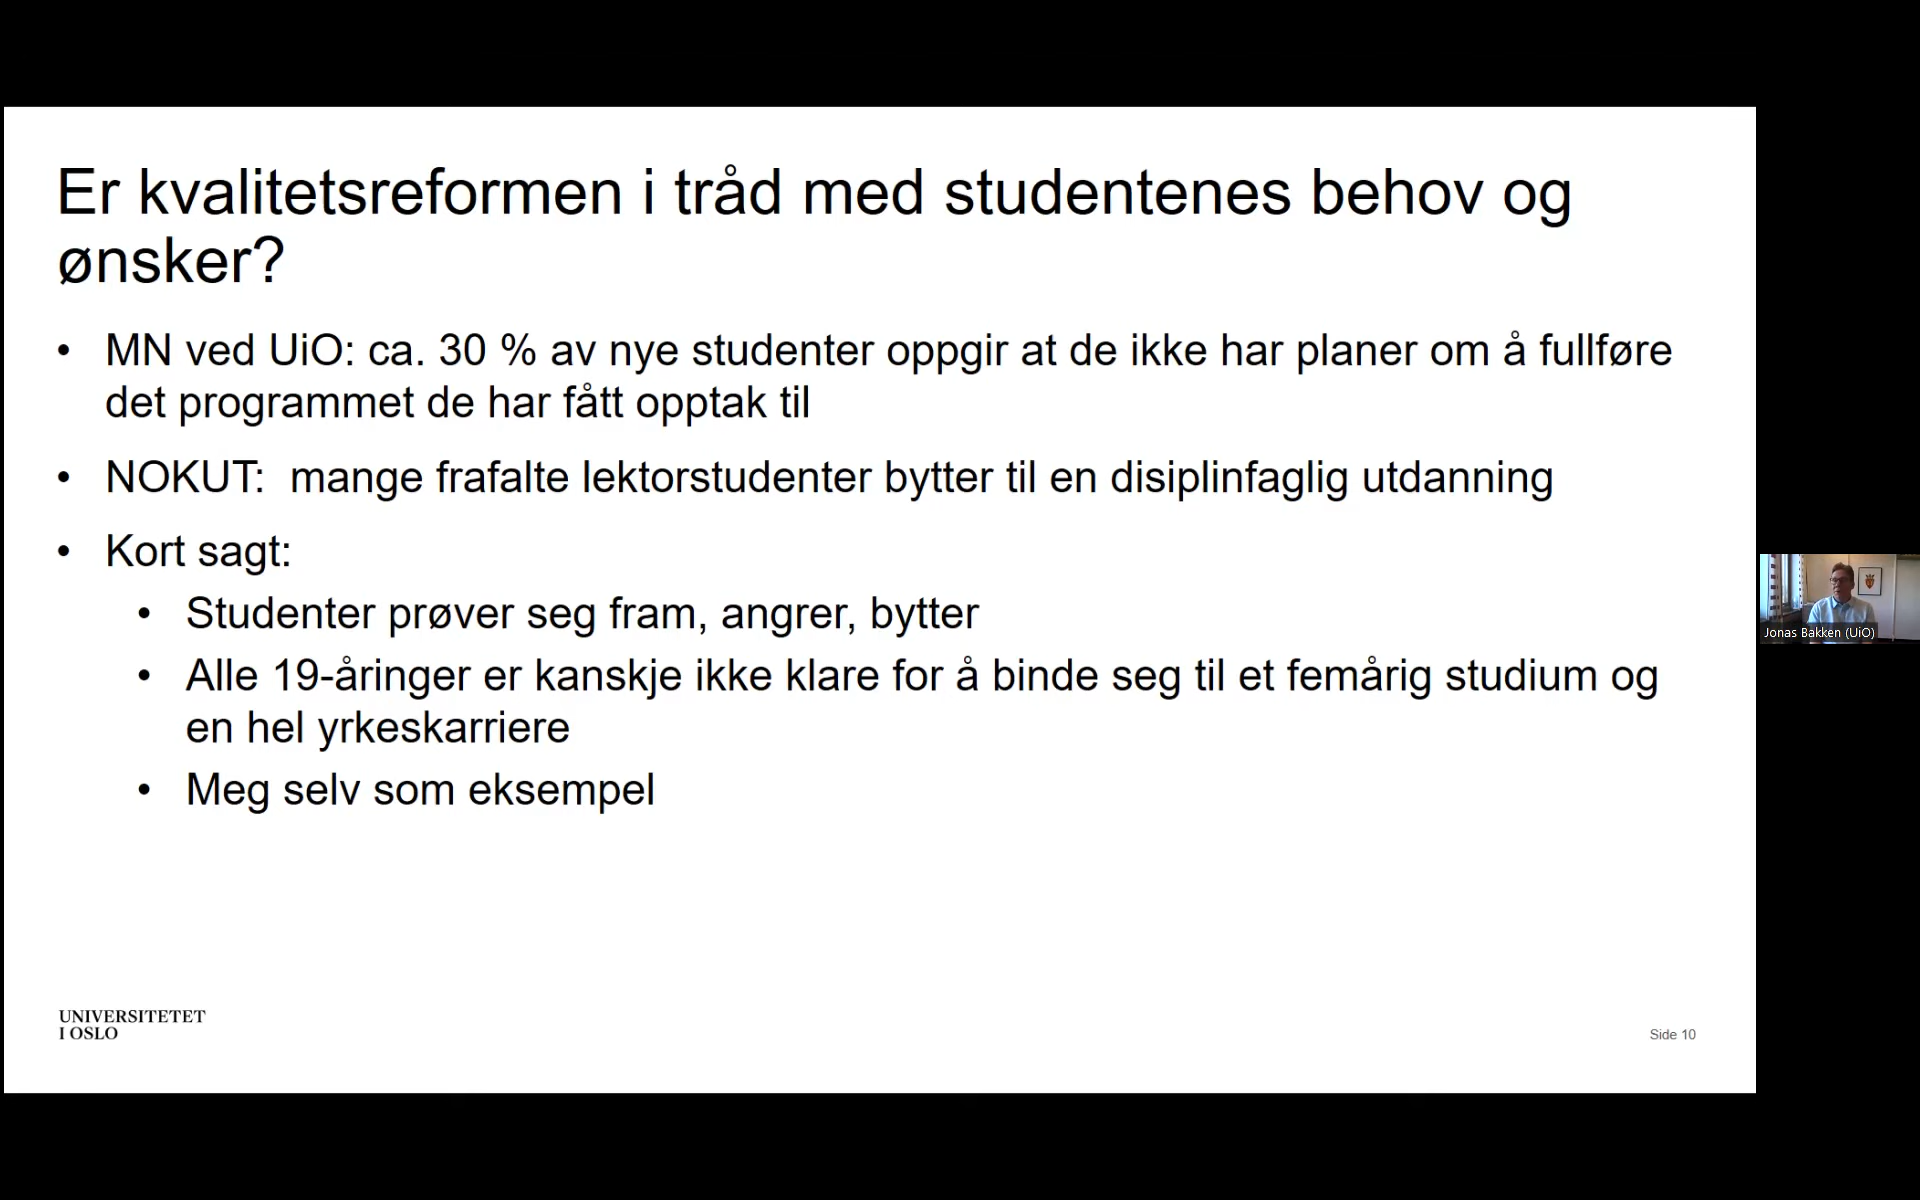 Er kvalitetsreformen i tråd med studentenes behov og
ønsker?
• MN ved UiO: ca. 30 % av nye studenter oppgir at de ikke har planer om å fullføre
det programmet de har fått opptak til
• NOKUT:  mange frafalte lektorstudenter bytter til en disiplinfaglig utdanning
• Kort sagt:
• Studenter prøver seg fram, angrer, bytter
• Alle 19-åringer er kanskje ikke klare for å binde seg til et femårig studium og
en hel yrkeskarriere
• Meg selv som eksempel
Jonas Bakken (UiO)
UNIVERSITETET
I OSLO
Side 10